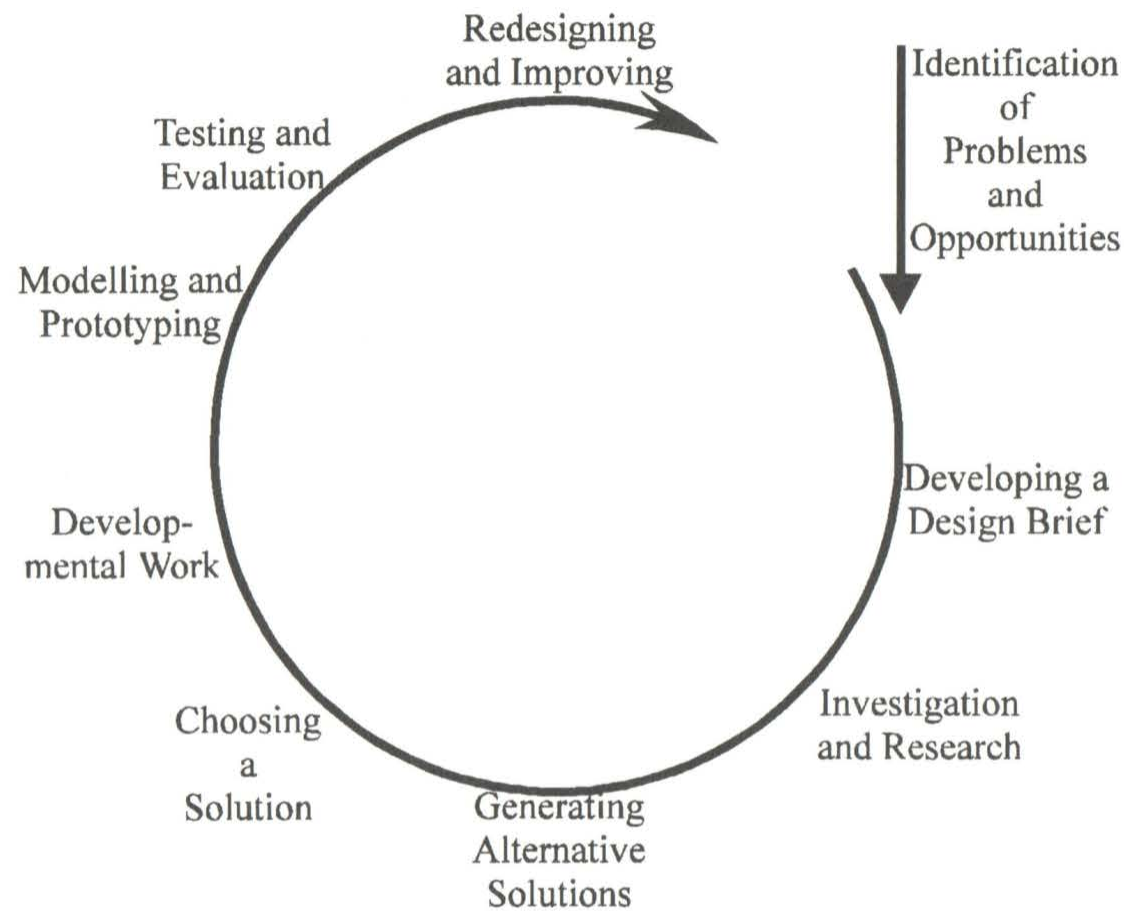 Redesigning
and Improving
Identification
of
Problems
and
Opportunities
Developing a
Design Brief
Investigation
and Research
Generating
Alternative
Solutions
Choosing
a
Solution
Develop-
mental Work
Modelling and
Prototyping
Testing and
Evaluation